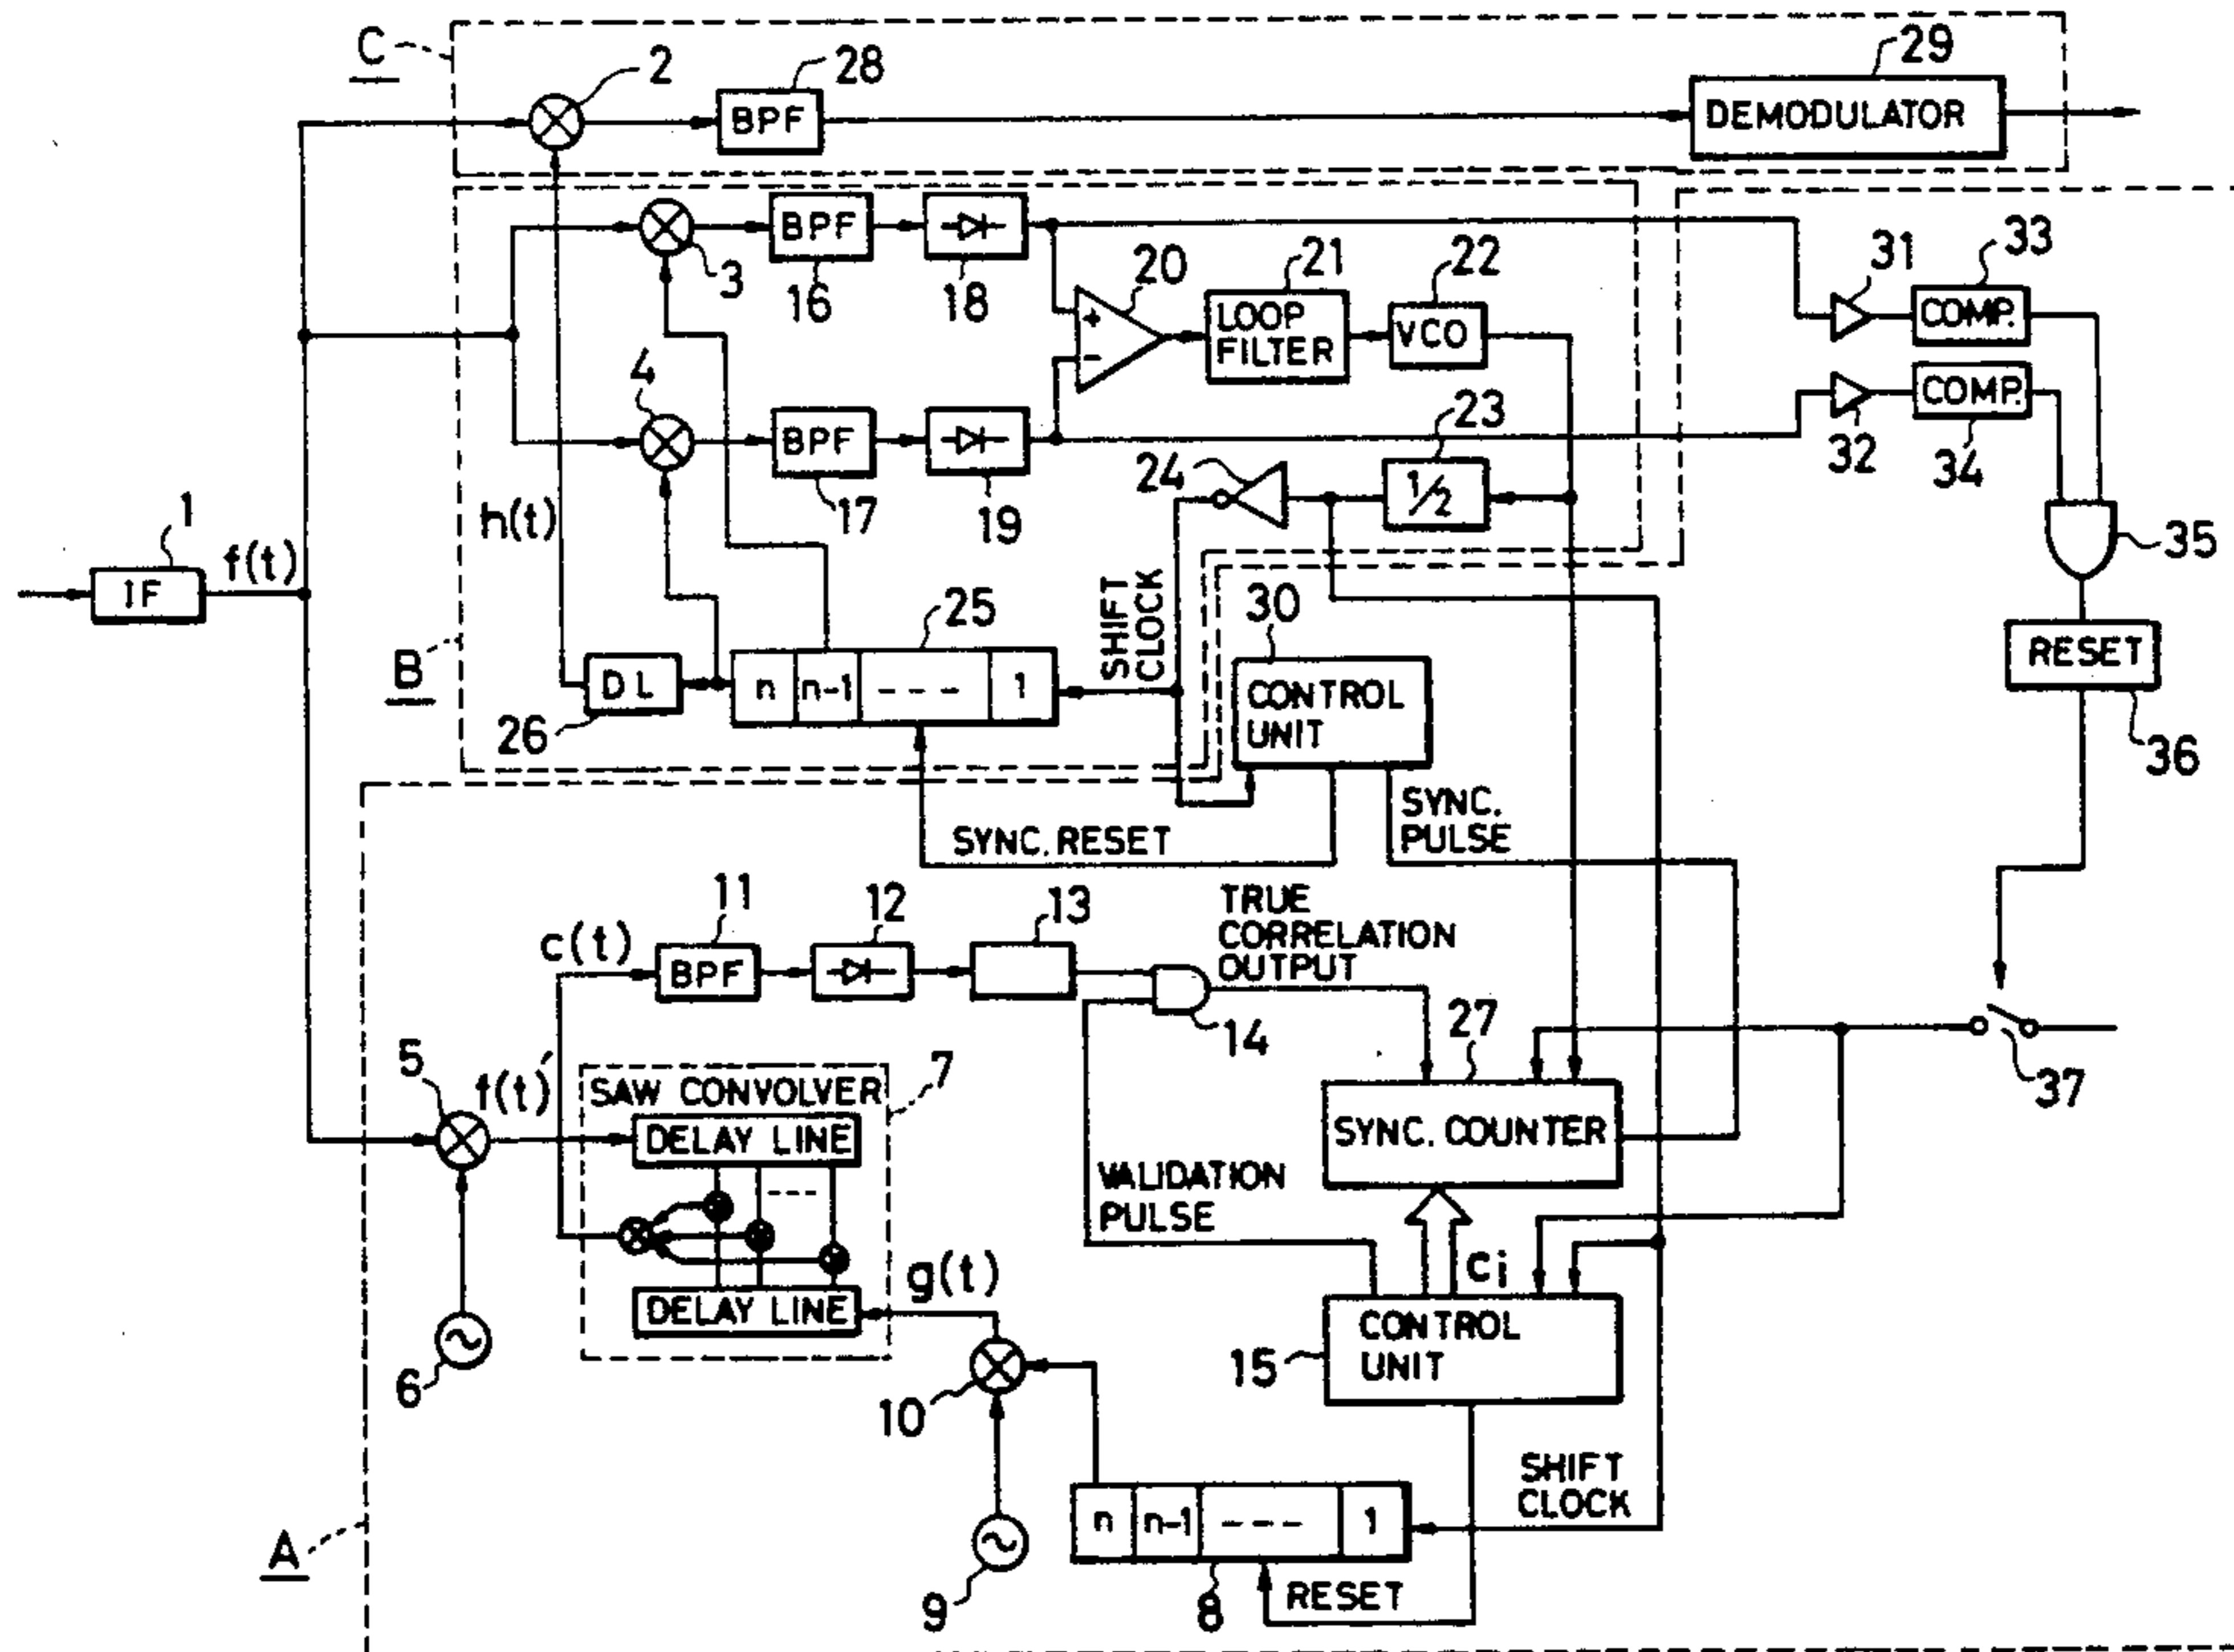 C
2
28
BPF
29
DEMODULATOR
3
BPF
16
18
20
+
-
21
LOOP
FILTER
22
VCO
31
33
COMP.
4
BPF
17
19
24
23
1/2
32
COMP.
34
35
1
IF
f(t)
h(t)
B
DL
26
25
n
n-1
- - -
1
SHIFT
CLOCK
30
CONTROL
UNIT
RESET
36
SYNC. RESET
SYNC.
PULSE
11
c(t)
BPF
12
13
TRUE
CORRELATION
OUTPUT
14
27
SYNC. COUNTER
37
5
f(t)'
SAW CONVOLVER
7
DELAY LINE
- - -
DELAY LINE
g(t)
6
VALIDATION
PULSE
Ci
15
CONTROL
UNIT
10
9
n
n-1
- - -
1
8
RESET
SHIFT
CLOCK
A